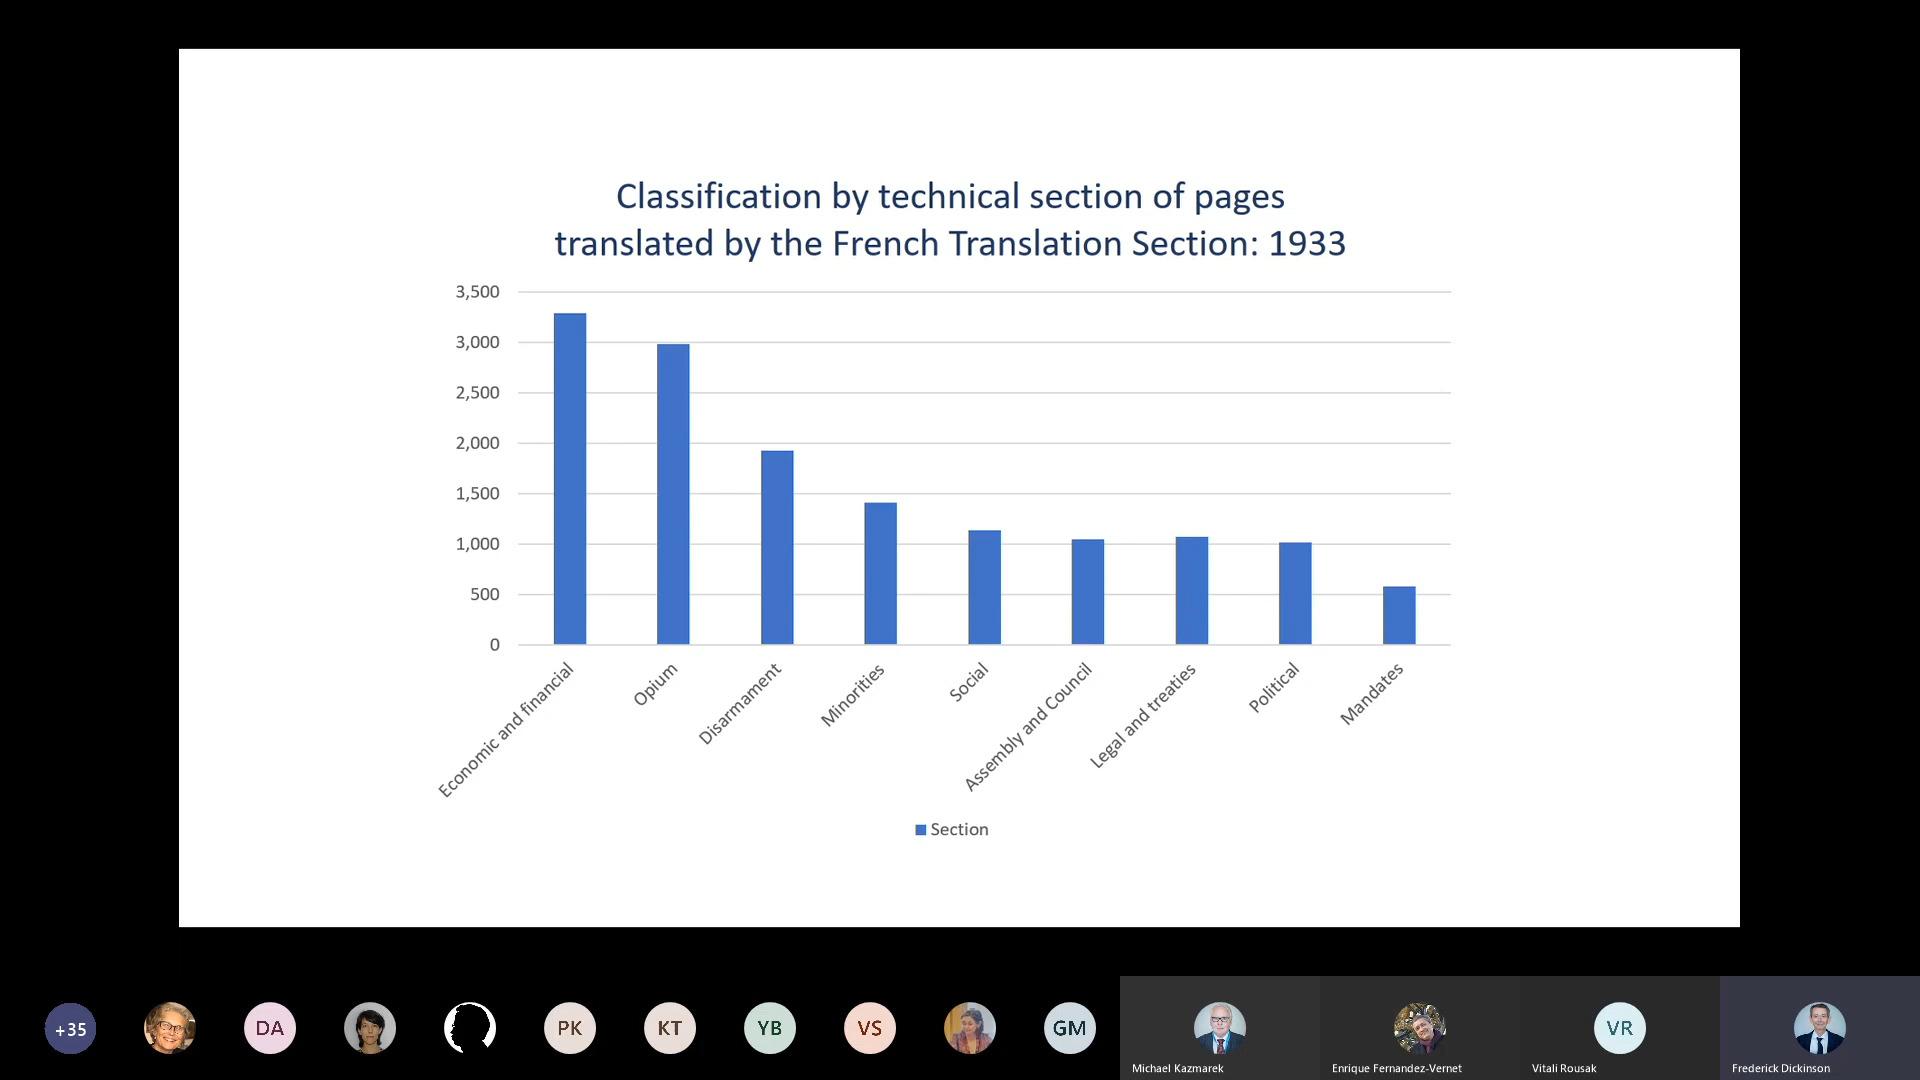 Classification by technical section of pages
translated by the French Translation Section: 1933
3,500
3,000
2,500
2,000
1,500
1,000
500
0
Economic and financial
Opium
Disarmament
Minorities
Social
Assembly and Council
Legal and treaties
Political
Mandates
Section
+35
DA
PK
KT
YB
VS
GM
Michael Kazmarek
Enrique Fernandez-Vernet
VR
Vitali Rousak
Frederick Dickinson